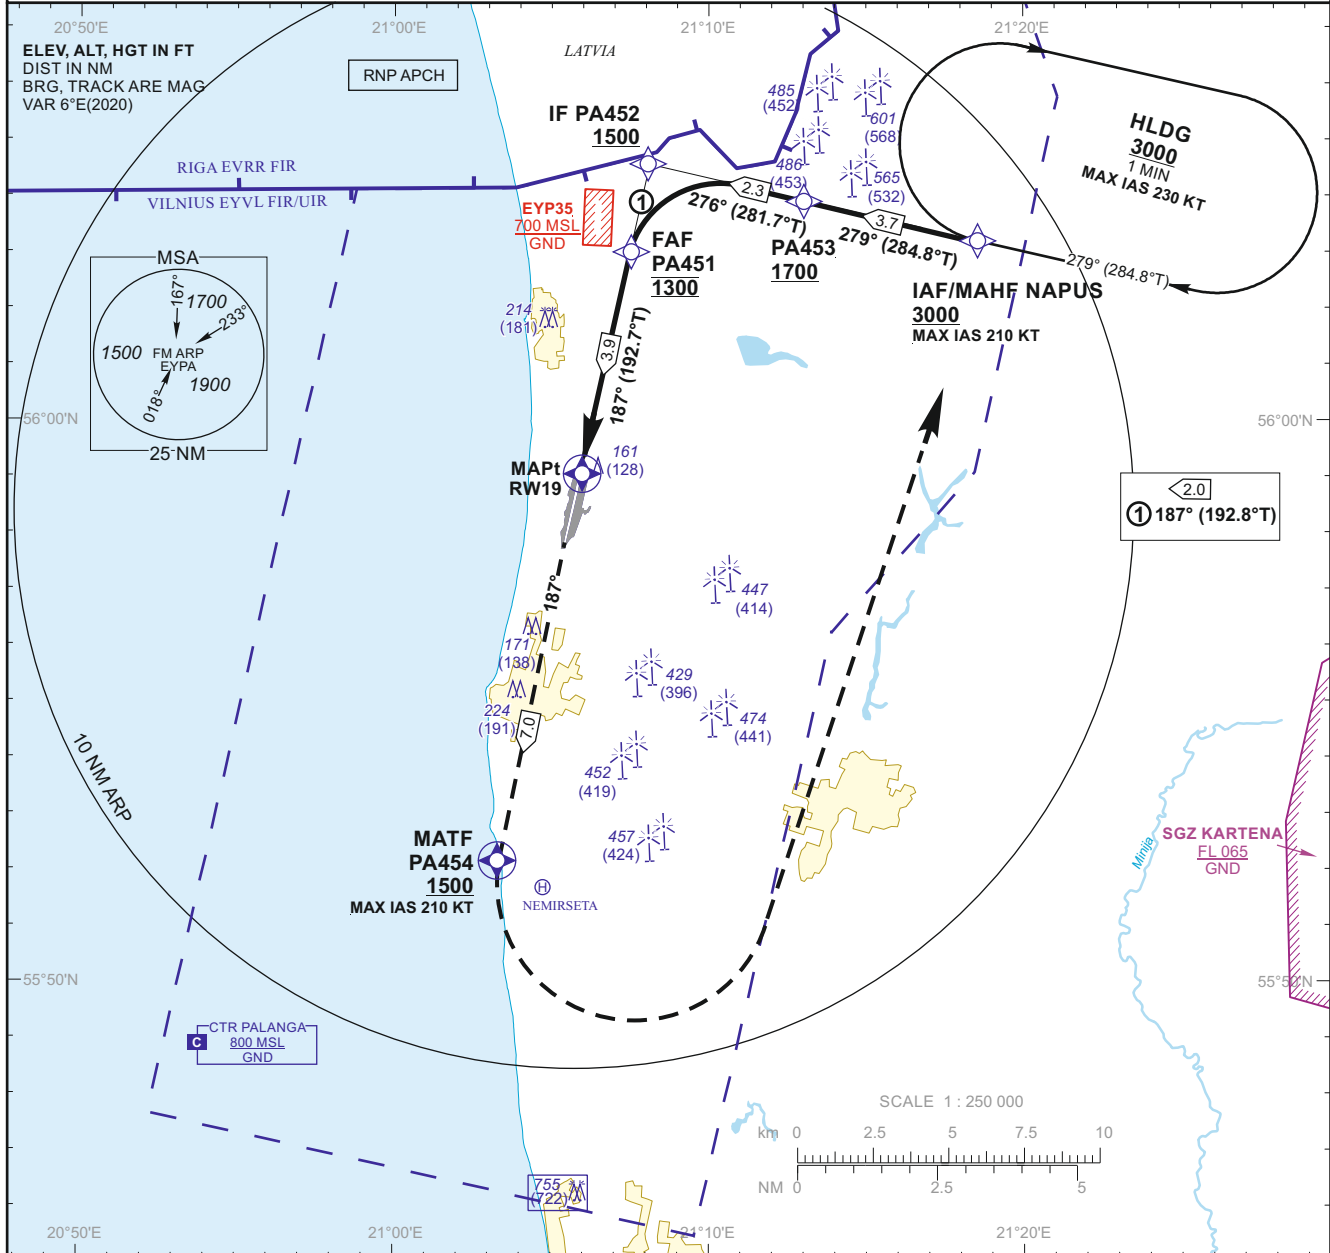 20°50'E
21°00'E
21°10'E
21°20'E
ELEV, ALT, HGT IN FT
DIST IN NM
BRG, TRACK ARE MAG
VAR 6°E(2020)
RNP APCH
LATVIA
IF PA452
1500
485
(452)
601
(568)
486
(453)
565
(532)
HLDG
3000
1 MIN
MAX IAS 230 KT
RIGA EVRR FIR
VILNIUS EYVL FIR/UIR
EYP35
700 MSL
GND
1
2.3
276° (281.7°T)
3.7
279° (284.8°T)
279° (284.8°T)
FAF
PA451
1300
PA453
1700
IAF/MAHF NAPUS
3000
MAX IAS 210 KT
MSA
167°
1700
233°
1500
FM ARP
EYPA
1900
018°
25 NM
214
(181)
3.9
187° (192.7°T)
56°00'N
56°00'N
MAPt
RW19
161
(128)
2.0
1 187° (192.8°T)
187°
447
(414)
171
(138)
429
(396)
224
(191)
474
(441)
7.0
452
(419)
457
(424)
10 NM ARP
MATF
PA454
1500
MAX IAS 210 KT
H
NEMIRSETA
Minija
SGZ KARTENA
FL 065
GND
55°50'N
55°50'N
C
CTR PALANGA
800 MSL
GND
SCALE 1 : 250 000
km 0 2.5 5 7.5 10
NM 0 2.5 5
755
(722)
20°50'E
21°00'E
21°10'E
21°20'E